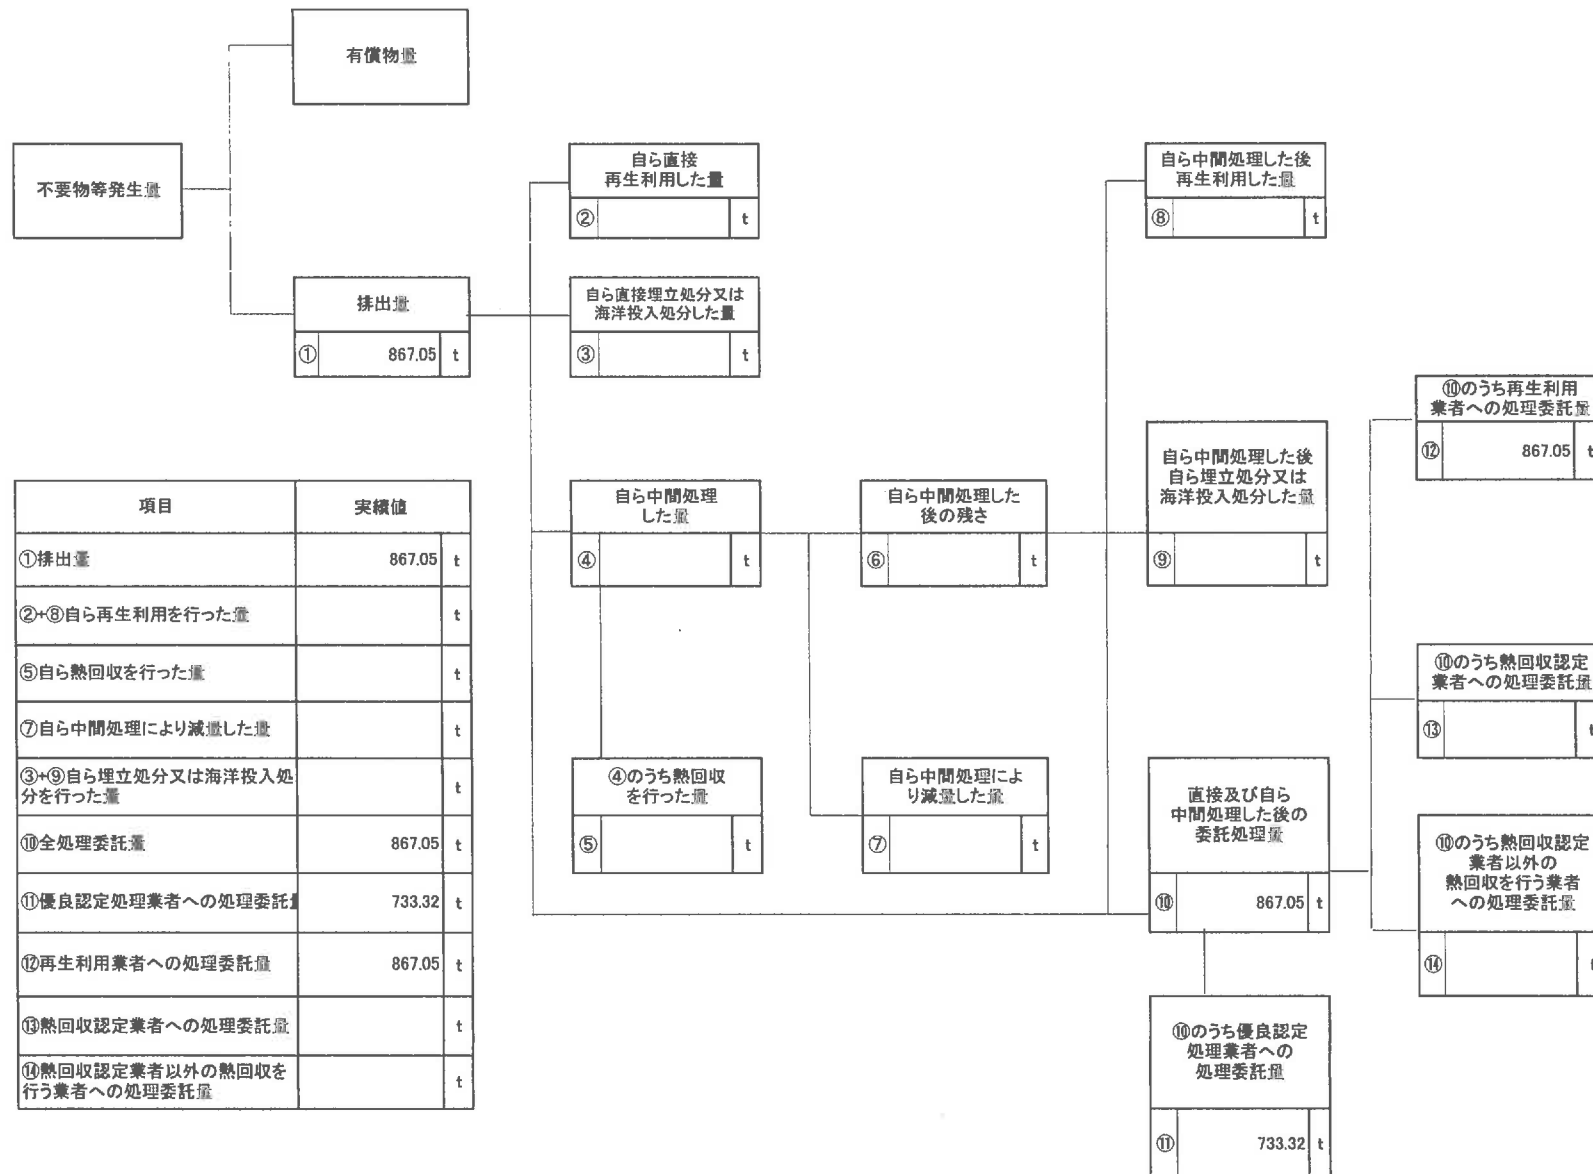 有償物量
不要物等発生量
自ら直接
再生利用した量
② t
自ら中間処理した後
再生利用した量
⑧ t
排出量
① 867.05 t
自ら直接埋立処分又は
海洋投入処分した量
③ t
⑩のうち再生利用
業者への処理委託量
⑫ 867.05 t
自ら中間処理
した量
④ t
自ら中間処理した
後の残さ
⑥ t
自ら中間処理した後
自ら埋立処分又は
海洋投入処分した量
⑨ t
⑩のうち熱回収認定
業者への処理委託量
⑬ t
④のうち熱回収
を行った量
⑤ t
自ら中間処理によ
り減量した量
⑦ t
直接及び自ら
中間処理した後の
委託処理量
⑩ 867.05 t
⑩のうち熱回収認定
業者以外の
熱回収を行う業者
への処理委託量
⑭ t
⑩のうち優良認定
処理業者への
処理委託量
⑪ 733.32 t
項目 実績値
①排出量 867.05 t
②+⑧自ら再生利用を行った量 t
⑤自ら熱回収を行った量 t
⑦自ら中間処理により減量した量 t
③+⑨自ら埋立処分又は海洋投入処
分を行った量 t
⑩全処理委託量 867.05 t
⑪優良認定処理業者への処理委託量 733.32 t
⑫再生利用業者への処理委託量 867.05 t
⑬熱回収認定業者への処理委託量 t
⑭熱回収認定業者以外の熱回収を
行う業者への処理委託量 t